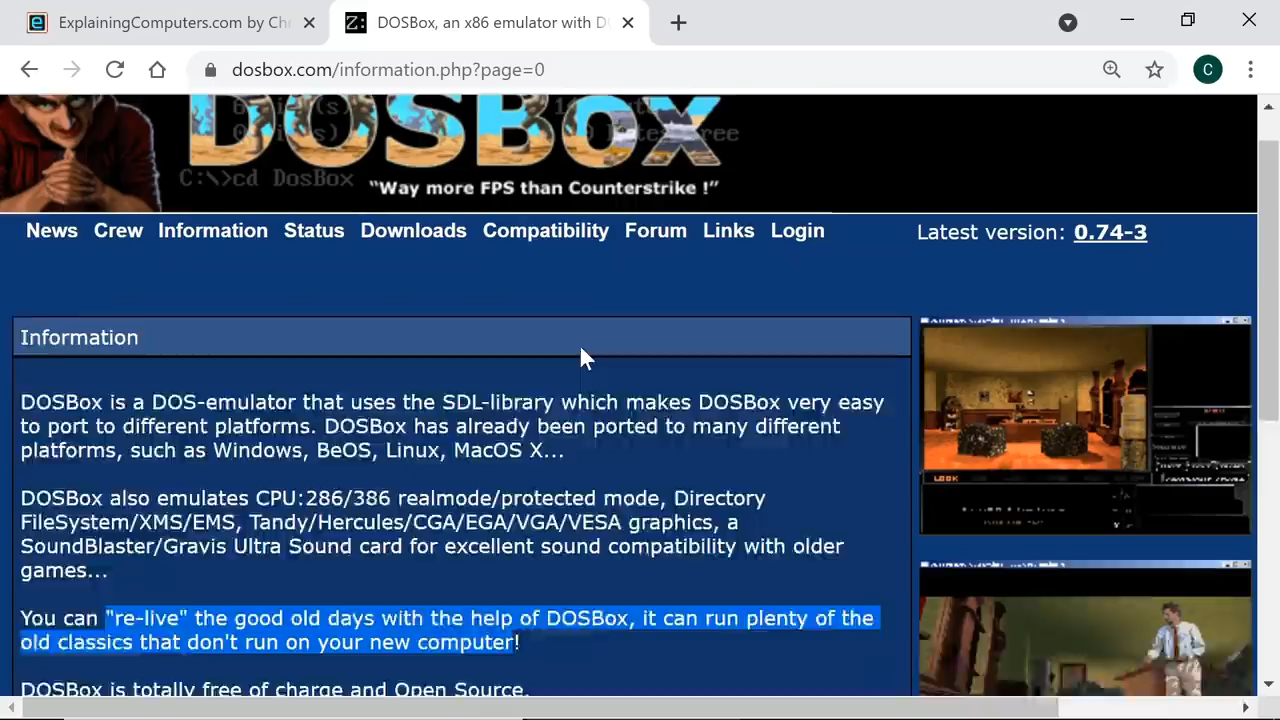 ExplainingComputers.com by Chr
DOSBox, an x86 emulator with DO
dosbox.com/information.php?page=0
C
DOSBox
C:\>cd DosBox
"Way more FPS than Counterstrike !"
News Crew Information Status Downloads Compatibility Forum Links Login
Latest version: 0.74-3
Information
DOSBox is a DOS-emulator that uses the SDL-library which makes DOSBox very easy
to port to different platforms. DOSBox has already been ported to many different
platforms, such as Windows, BeOS, Linux, MacOS X...
DOSBox also emulates CPU:286/386 realmode/protected mode, Directory
FileSystem/XMS/EMS, Tandy/Hercules/CGA/EGA/VGA/VESA graphics, a
SoundBlaster/Gravis Ultra Sound card for excellent sound compatibility with older
games...
You can "re-live" the good old days with the help of DOSBox, it can run plenty of the
old classics that don't run on your new computer!
DOSBox is totally free of charge and Open Source.
LOOK